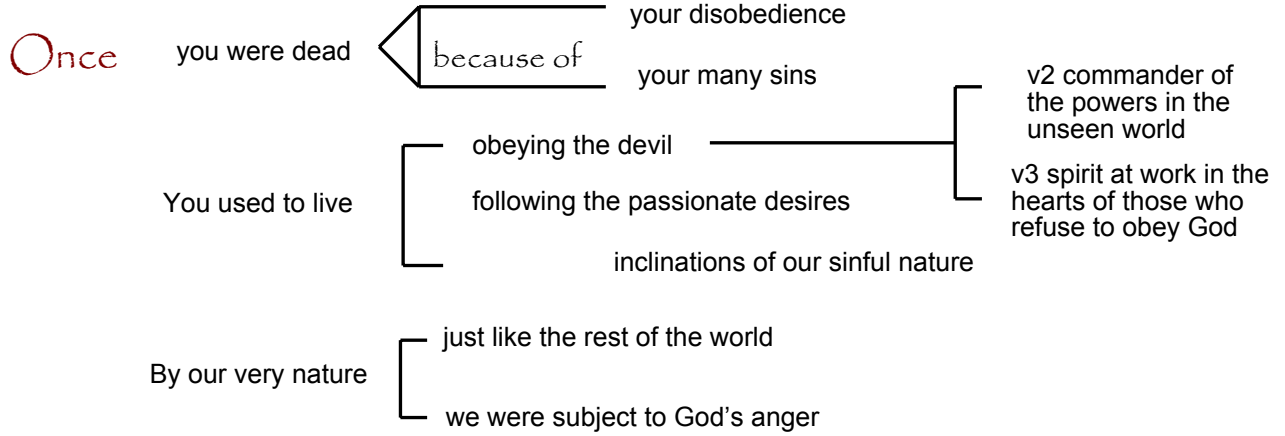 your disobedience
Once you were dead because of
your many sins
v2 commander of
the powers in the
unseen world
obeying the devil
v3 spirit at work in the
hearts of those who
refuse to obey God
You used to live
following the passionate desires
inclinations of our sinful nature
just like the rest of the world
By our very nature
we were subject to God's anger